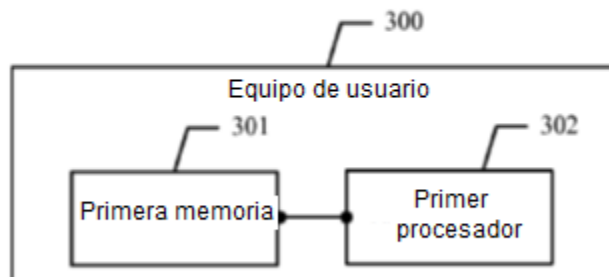 300
Equipo de usuario
301
302
Primera memoria
Primer
procesador